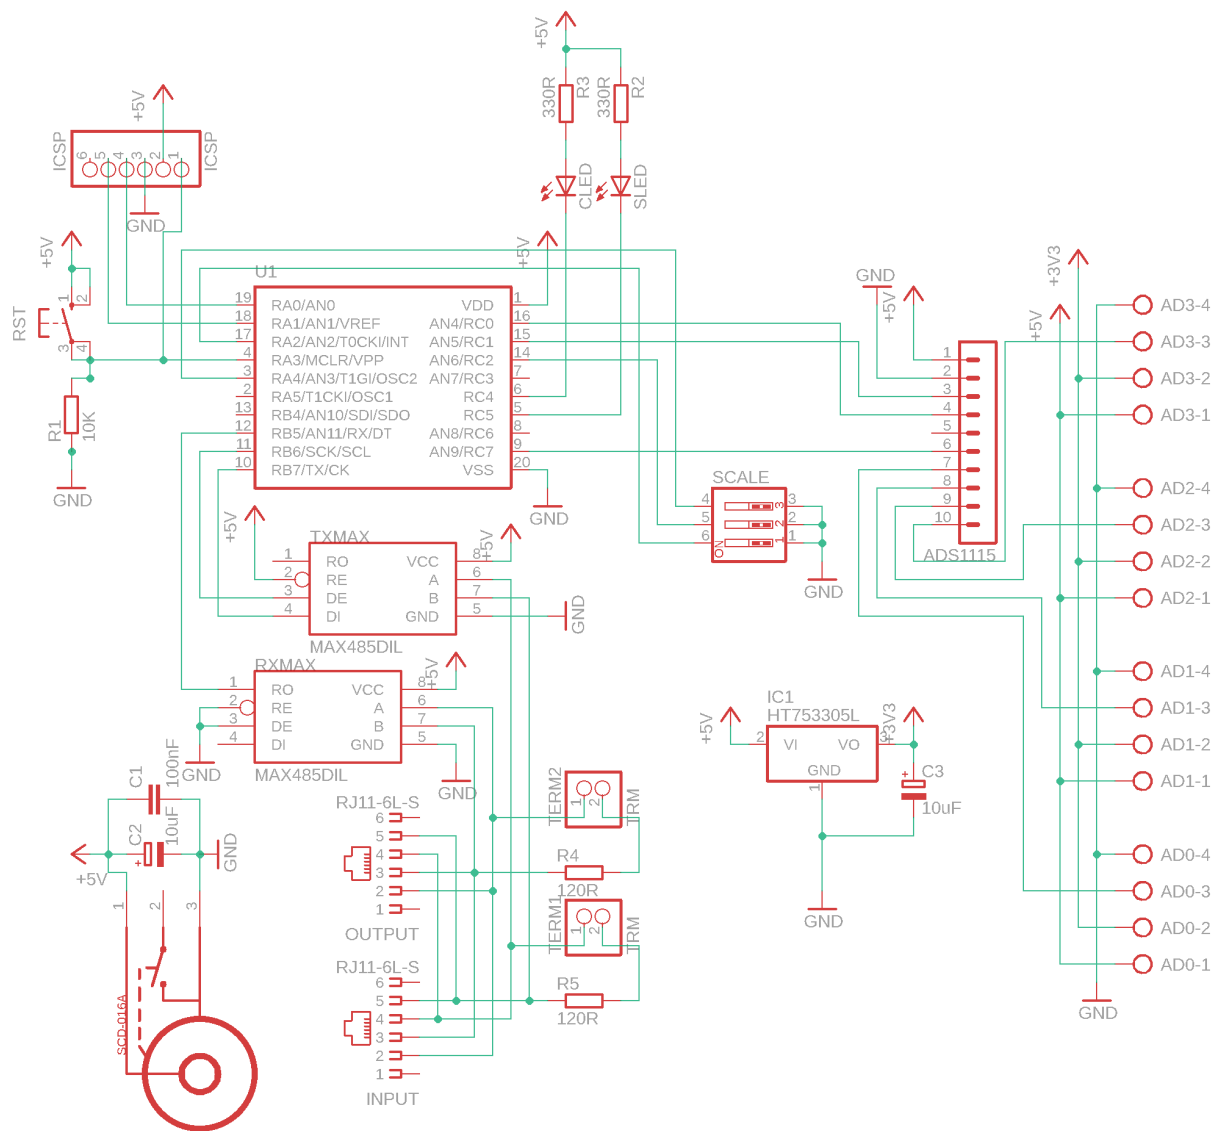 +5V
330R
R3
330R
R2
CLED
SLED
+5V
ICSP
6
5
4
3
2
1
ICSP
GND
+5V
1
2
RST
3
4
R1
10K
GND
U1
+5V
19 RA0/AN0 VDD 1
18 RA1/AN1/VREF AN4/RC0 16
17 RA2/AN2/T0CKI/INT AN5/RC1 15
4 RA3/MCLR/VPP AN6/RC2 14
3 RA4/AN3/T1GI/OSC2 AN7/RC3 7
2 RA5/T1CKI/OSC1 RC4 6
13 RB4/AN10/SDI/SDO RC5 5
12 RB5/AN11/RX/DT AN8/RC6 8
11 RB6/SCK/SCL AN9/RC7 9
10 RB7/TX/CK VSS 20
GND
SCALE
4 3
5 2
6 1
ON
1
2
3
GND
GND
+5V
1
2
3
4
5
6
7
8
9
10
ADS1115
+3V3
+5V
AD3-4
AD3-3
AD3-2
AD3-1
AD2-4
AD2-3
AD2-2
AD2-1
AD1-4
AD1-3
AD1-2
AD1-1
AD0-4
AD0-3
AD0-2
AD0-1
GND
+5V
TXMAX
+5V
1 RO VCC 8
2 RE A 6
3 DE B 7
4 DI GND 5
GND
MAX485DIL
RXMAX
+5V
1 RO VCC 8
2 RE A 6
3 DE B 7
4 DI GND 5
GND
MAX485DIL
GND
C1
100nF
C2
10uF
+
+5V
GND
1
2
3
SCD-016A
RJ11-6L-S
6
5
4
3
2
1
OUTPUT
RJ11-6L-S
6
5
4
3
2
1
INPUT
TERM2
1
2
TRM
R4
120R
TERM1
1
2
TRM
R5
120R
IC1
HT753305L
+5V
2 VI VO 3
GND
1
+3V3
+
C3
10uF
GND